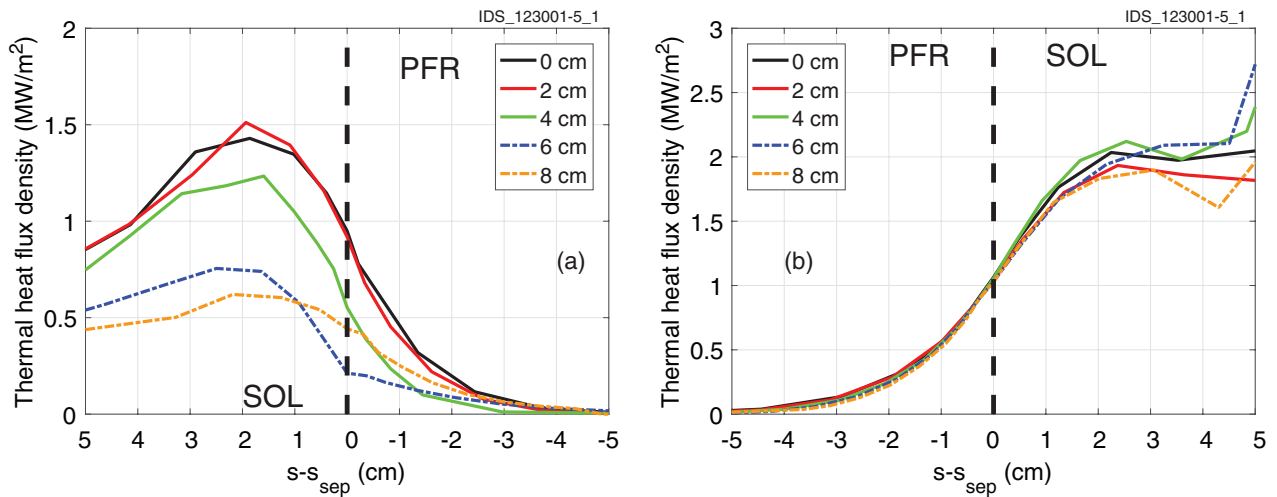 IDS_123001-5_1
Thermal heat flux density (MW/m²)
2
1.5
1
0.5
0
PFR
0 cm
2 cm
4 cm
6 cm
8 cm
(a)
SOL
5 4 3 2 1 0 -1 -2 -3 -4 -5
s-s_sep (cm)
IDS_123001-5_1
Thermal heat flux density (MW/m²)
3
2.5
2
1.5
1
0.5
0
0 cm
2 cm
4 cm
6 cm
8 cm
PFR
SOL
(b)
-5 -4 -3 -2 -1 0 1 2 3 4 5
s-s_sep (cm)